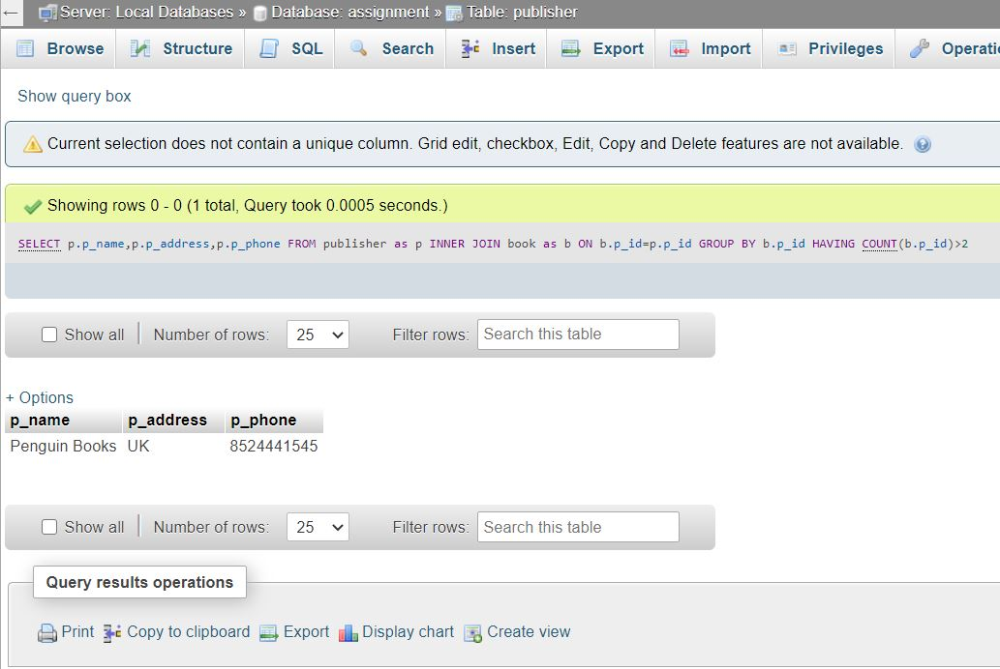 Server: Local Databases » Database: assignment » Table: publisher
Browse Structure SQL Search Insert Export Import Privileges
Show query box
Current selection does not contain a unique column. Grid edit, checkbox, Edit, Copy and Delete features are not available.
Showing rows 0 - 0 (1 total, Query took 0.0005 seconds.)
SELECT p.p_name,p.p_address,p.p_phone FROM publisher as p INNER JOIN book as b ON b.p_id=p.p_id GROUP BY b.p_id HAVING COUNT(b.p_id)>2
Show all Number of rows: 25 Filter rows: Search this table
+ Options
p_name p_address p_phone
Penguin Books UK 8524441545
Show all Number of rows: 25 Filter rows: Search this table
Query results operations
Print Copy to clipboard Export Display chart Create view